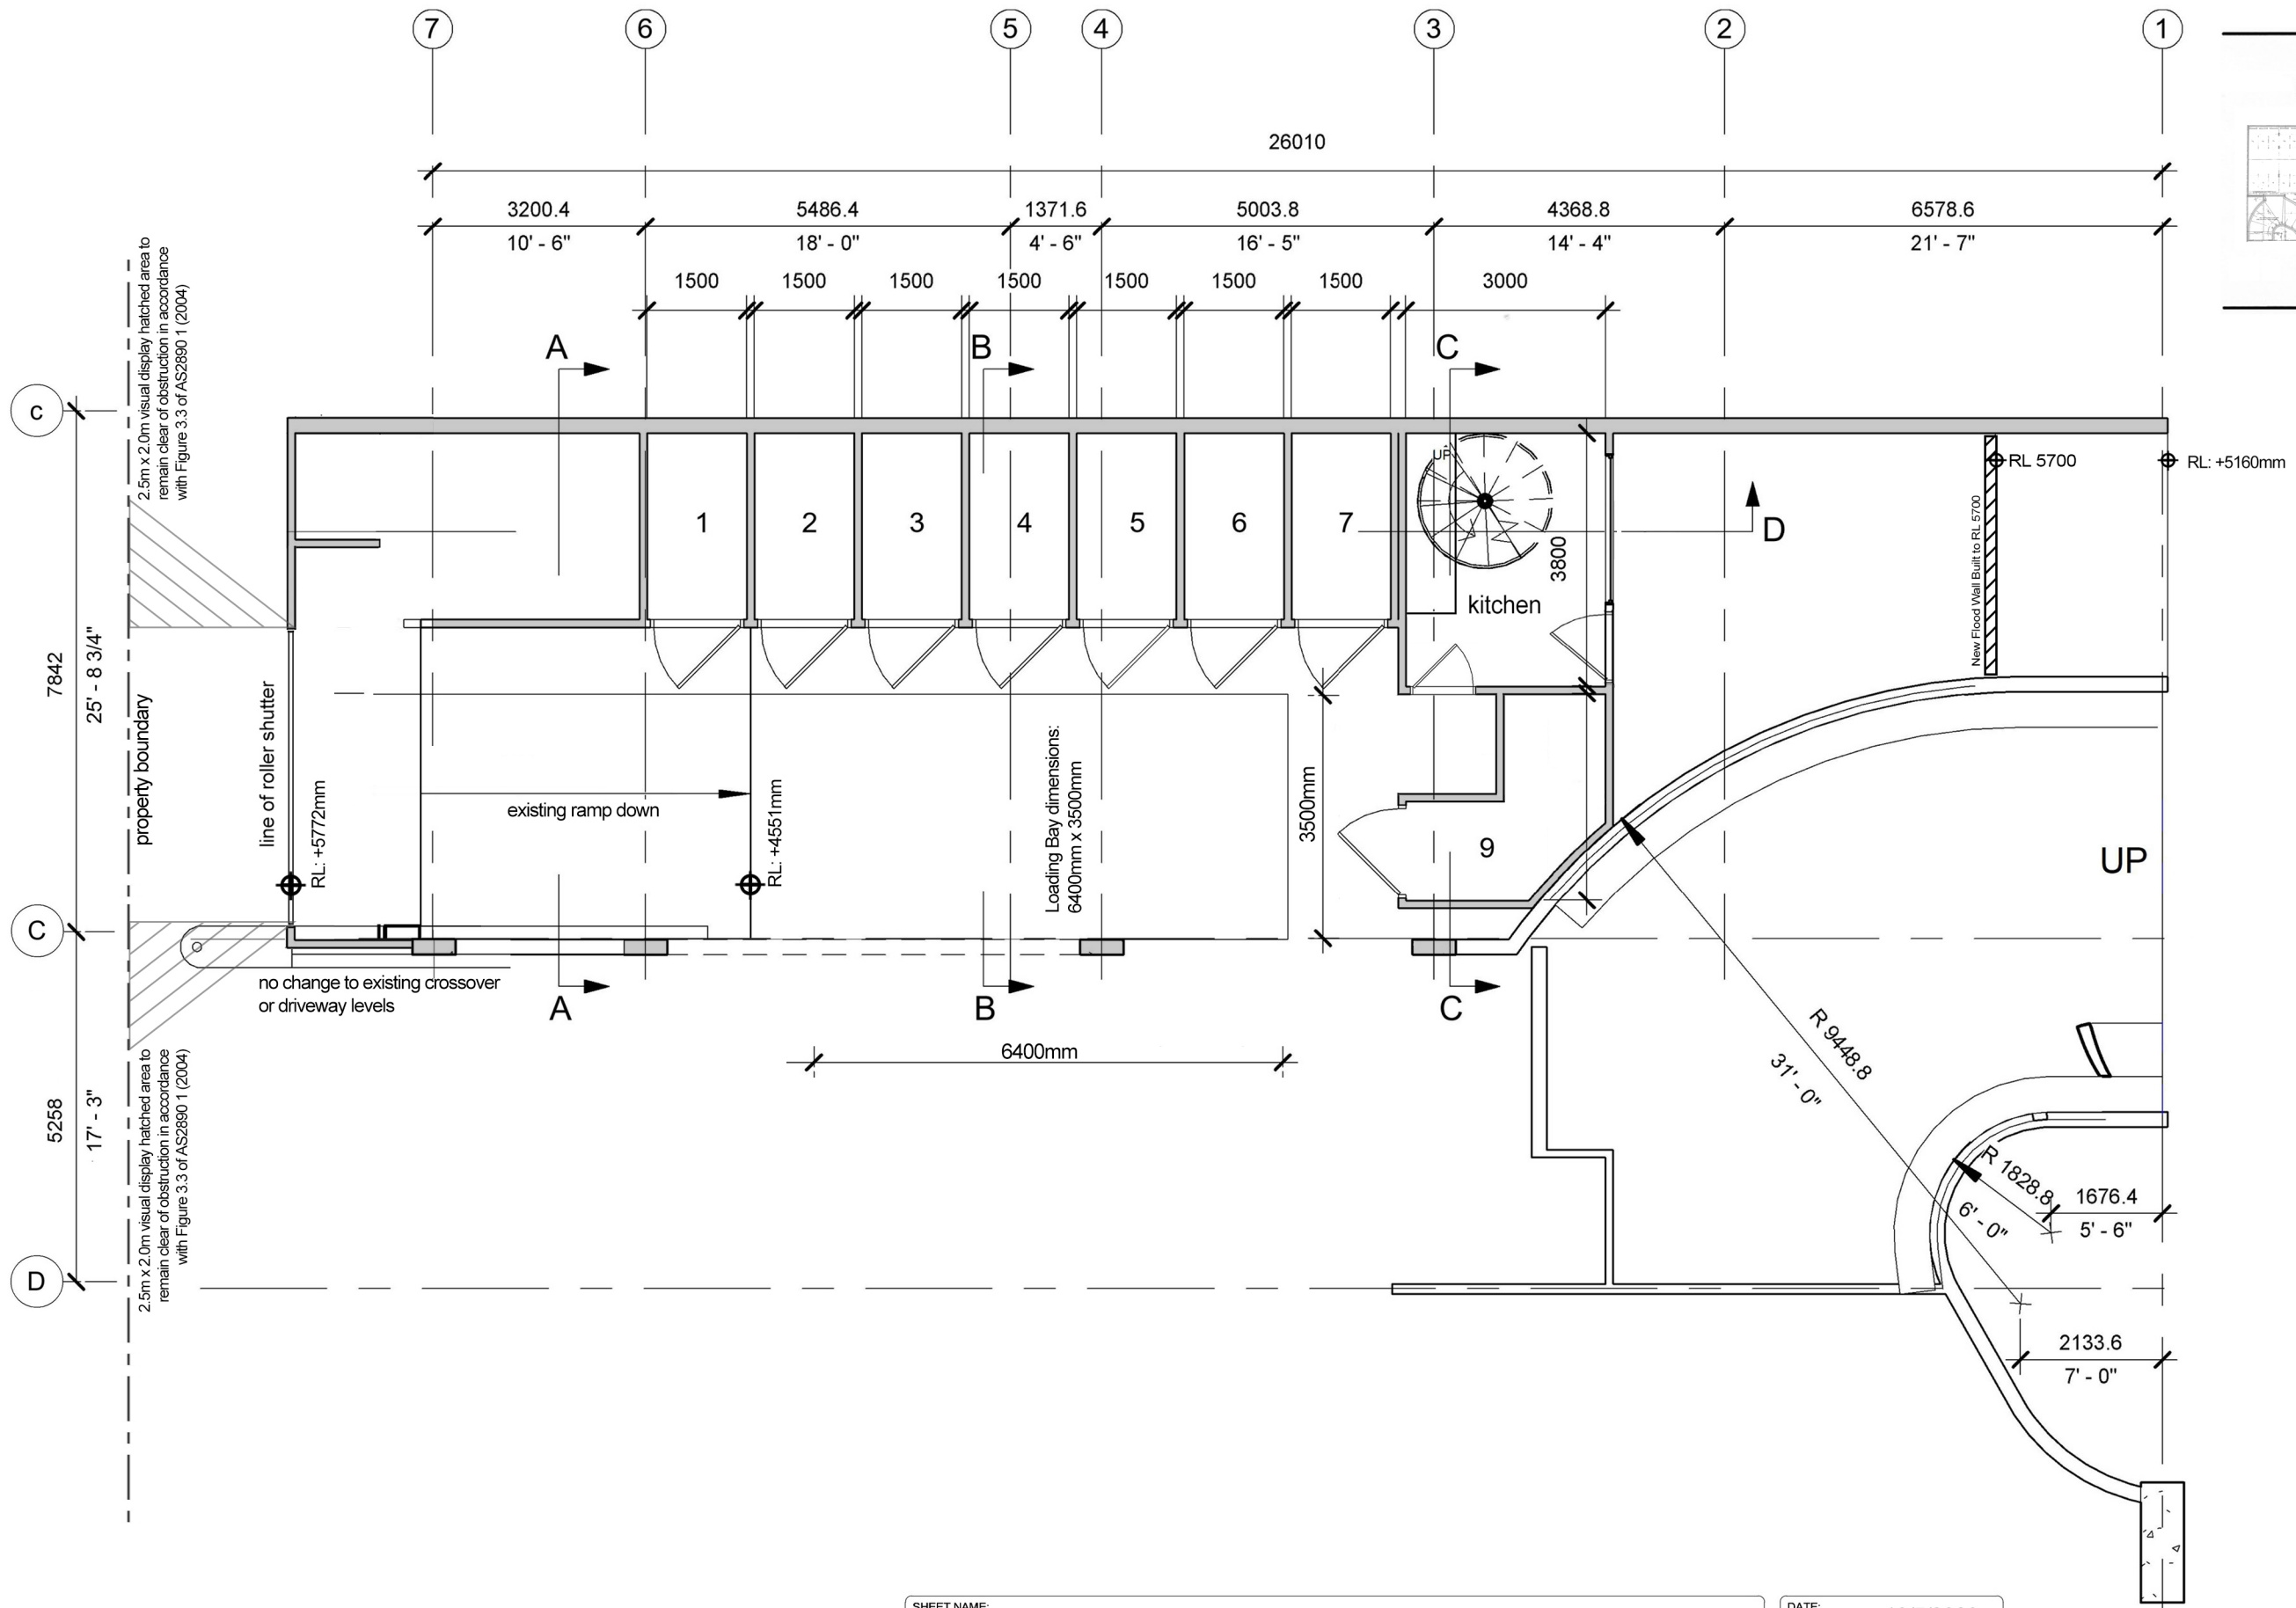 7
6
5
4
3
2
1
26010
3200.4
5486.4
1371.6
5003.8
4368.8
6578.6
10' - 6"
18' - 0"
4' - 6"
16' - 5"
14' - 4"
21' - 7"
1500
1500
1500
1500
1500
1500
1500
3000
A
B
C
c
2.5m x 2.0m visual display hatched area to
remain clear of obstruction in accordance
with Figure 3.3 of AS2890 1 (2004)
UP
RL 5700
RL: +5160mm
1
2
3
4
5
6
7
3800
D
kitchen
New Flood Wall Built to RL 5700
7842
25' - 8 3/4"
property boundary
line of roller shutter
RL: +5772mm
existing ramp down
RL: +4551mm
Loading Bay dimensions:
6400mm x 3500mm
3500mm
9
UP
C
no change to existing crossover
or driveway levels
A
B
C
6400mm
R 9448.8
31' - 0"
5258
17' - 3"
2.5m x 2.0m visual display hatched area to
remain clear of obstruction in accordance
with Figure 3.3 of AS2890 1 (2004)
R 1828.8
6' - 0"
1676.4
5' - 6"
D
2133.6
7' - 0"
SHEET NAME:
DATE: